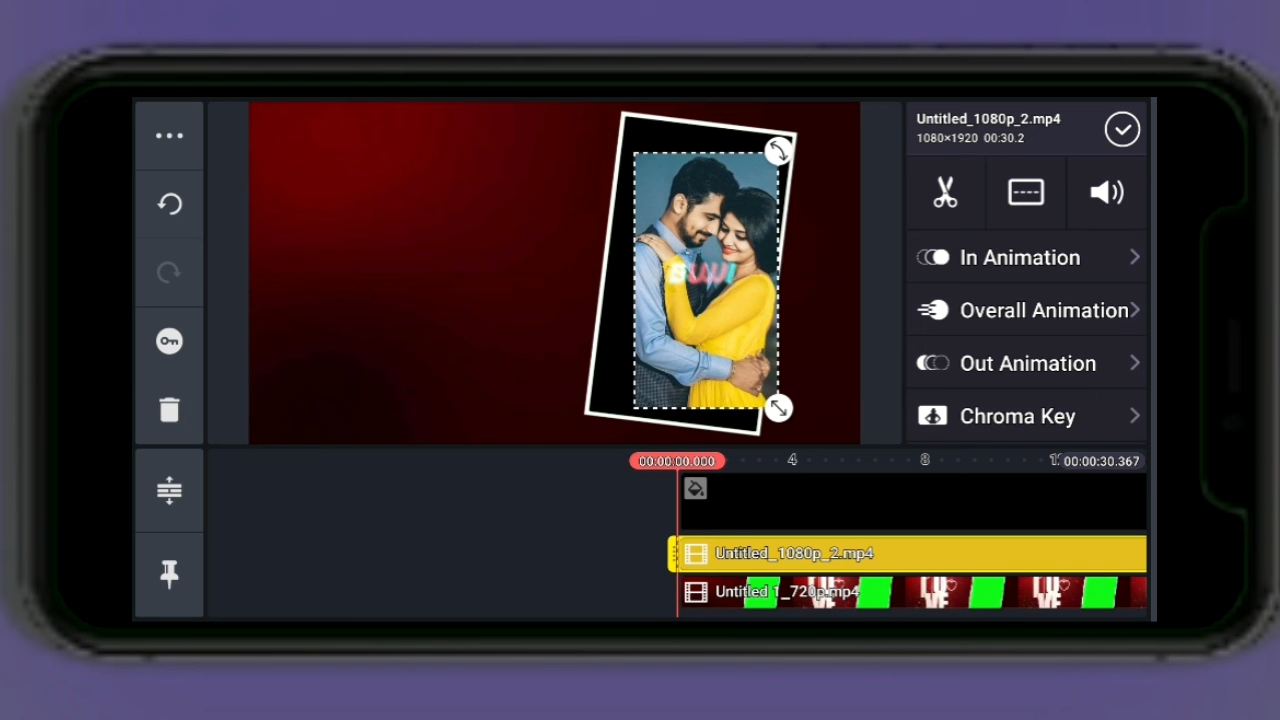 Untitled_1080p_2.mp4
1080×1920 00:30.2
In Animation
Overall Animation
Out Animation
Chroma Key
suui
00:00:00.000
4
8
00:00:30.367
Untitled_1080p_2.mp4
Untitled 1_720p.mp4